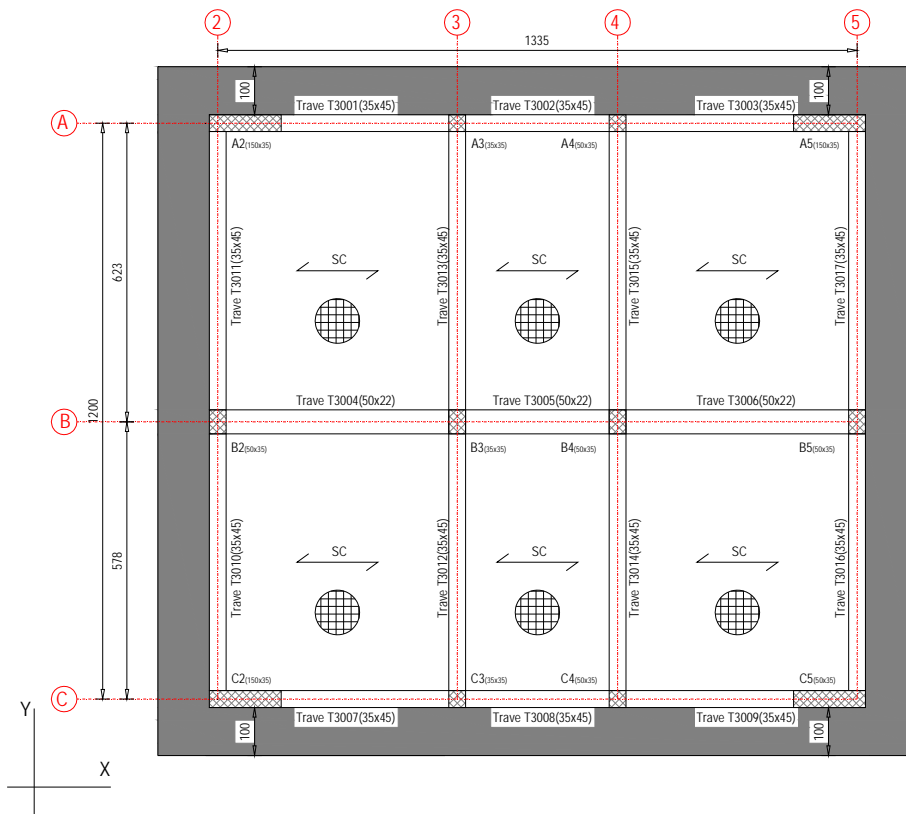 2 3 4 5
1335
100 100
Trave T3001(35x45) Trave T3002(35x45) Trave T3003(35x45)
A
A2(150x35) A3(35x35) A4(50x35) A5(150x35)
Trave T3011(35x45) Trave T3013(35x45) Trave T3015(35x45) Trave T3017(35x45)
SC SC SC
623
Trave T3004(50x22) Trave T3005(50x22) Trave T3006(50x22)
1200
B
B2(50x35) B3(35x35) B4(50x35) B5(50x35)
Trave T3010(35x45) Trave T3012(35x45) Trave T3014(35x45) Trave T3016(35x45)
SC SC SC
578
C2(150x35) C3(35x35) C4(50x35) C5(50x35)
C
Trave T3007(35x45) Trave T3008(35x45) Trave T3009(35x45)
100 100
Y
X